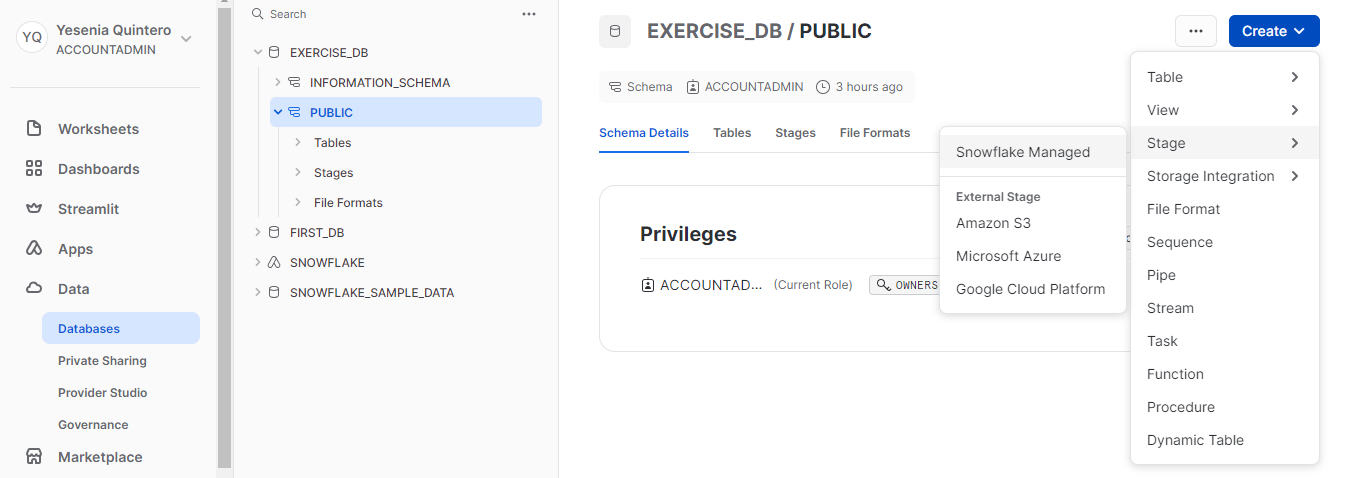 YQ
Yesenia Quintero
ACCOUNTADMIN
Worksheets
Dashboards
Streamlit
Apps
Data
Databases
Private Sharing
Provider Studio
Governance
Marketplace
Search
EXERCISE_DB
INFORMATION_SCHEMA
PUBLIC
Tables
Stages
File Formats
FIRST_DB
SNOWFLAKE
SNOWFLAKE_SAMPLE_DATA
EXERCISE_DB / PUBLIC
Create
Schema ACCOUNTADMIN 3 hours ago
Schema Details Tables Stages File Formats
Privileges
ACCOUNTAD... (Current Role) OWNERS
Snowflake Managed
External Stage
Amazon S3
Microsoft Azure
Google Cloud Platform
Table
View
Stage
Storage Integration
File Format
Sequence
Pipe
Stream
Task
Function
Procedure
Dynamic Table